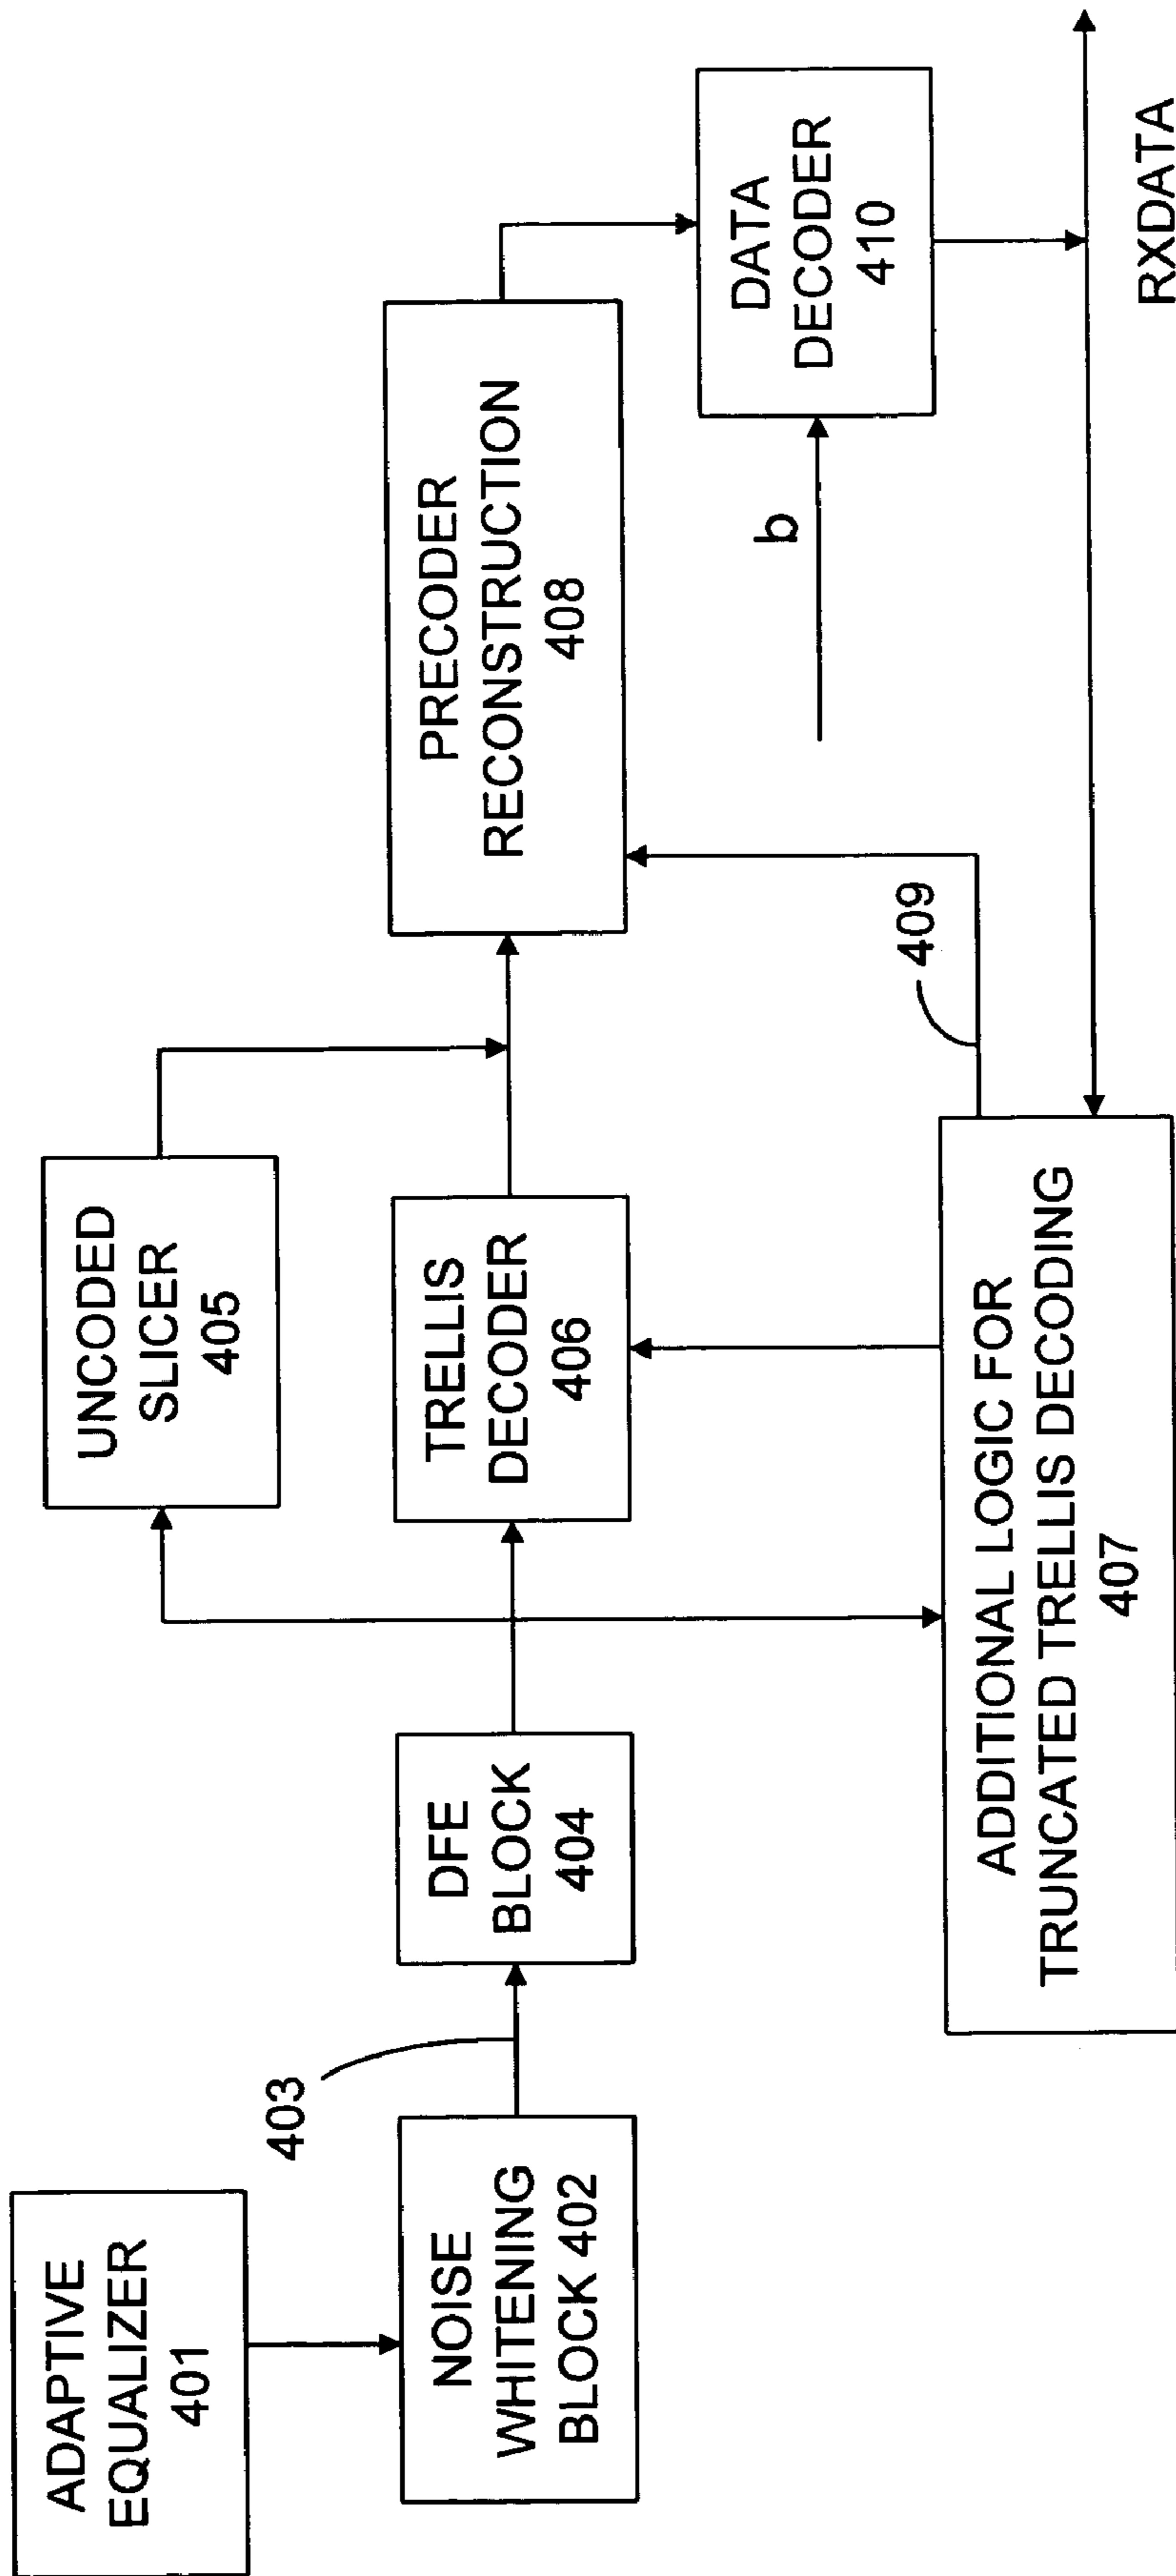 ADAPTIVE
EQUALIZER
401
NOISE
WHITENING
BLOCK 402
403
DFE
BLOCK
404
UNCODED
SLICER
405
TRELLIS
DECODER
406
ADDITIONAL LOGIC FOR
TRUNCATED TRELLIS DECODING
407
409
PRECODER
RECONSTRUCTION
408
b
DATA
DECODER
410
RXDATA